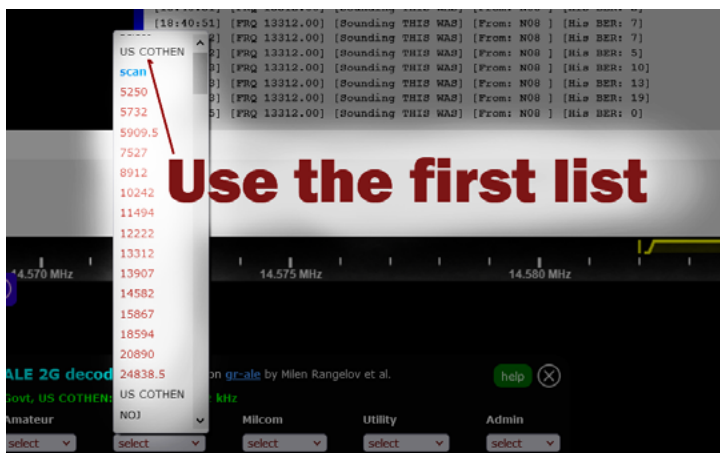 [18:40:51] [FRQ 13312.00] [Sounding THIS WAS] [From: N08 ] [His BER: 7]
2] [FRQ 13312.00] [Sounding THIS WAS] [From: N08 ] [His BER: 7]
3] [FRQ 13312.00] [Sounding THIS WAS] [From: N08 ] [His BER: 5]
3] [FRQ 13312.00] [Sounding THIS WAS] [From: N08 ] [His BER: 10]
3] [FRQ 13312.00] [Sounding THIS WAS] [From: N08 ] [His BER: 13]
3] [FRQ 13312.00] [Sounding THIS WAS] [From: N08 ] [His BER: 19]
5] [FRQ 13312.00] [Sounding THIS WAS] [From: N08 ] [His BER: 0]
US COTHEN
scan
5250
5732
5909.5
7527
8912
10242
11494
12222
13312
13907
14582
15867
18594
20890
24838.5
US COTHEN
NOJ
Use the first list
14.570 MHz
14.575 MHz
14.580 MHz
ALE 2G decod
on gr-ale by Milen Rangelov et al.
help
Govt, US COTHEN:
kHz
Amateur
Milcom
Utility
Admin
select
select
select
select
select